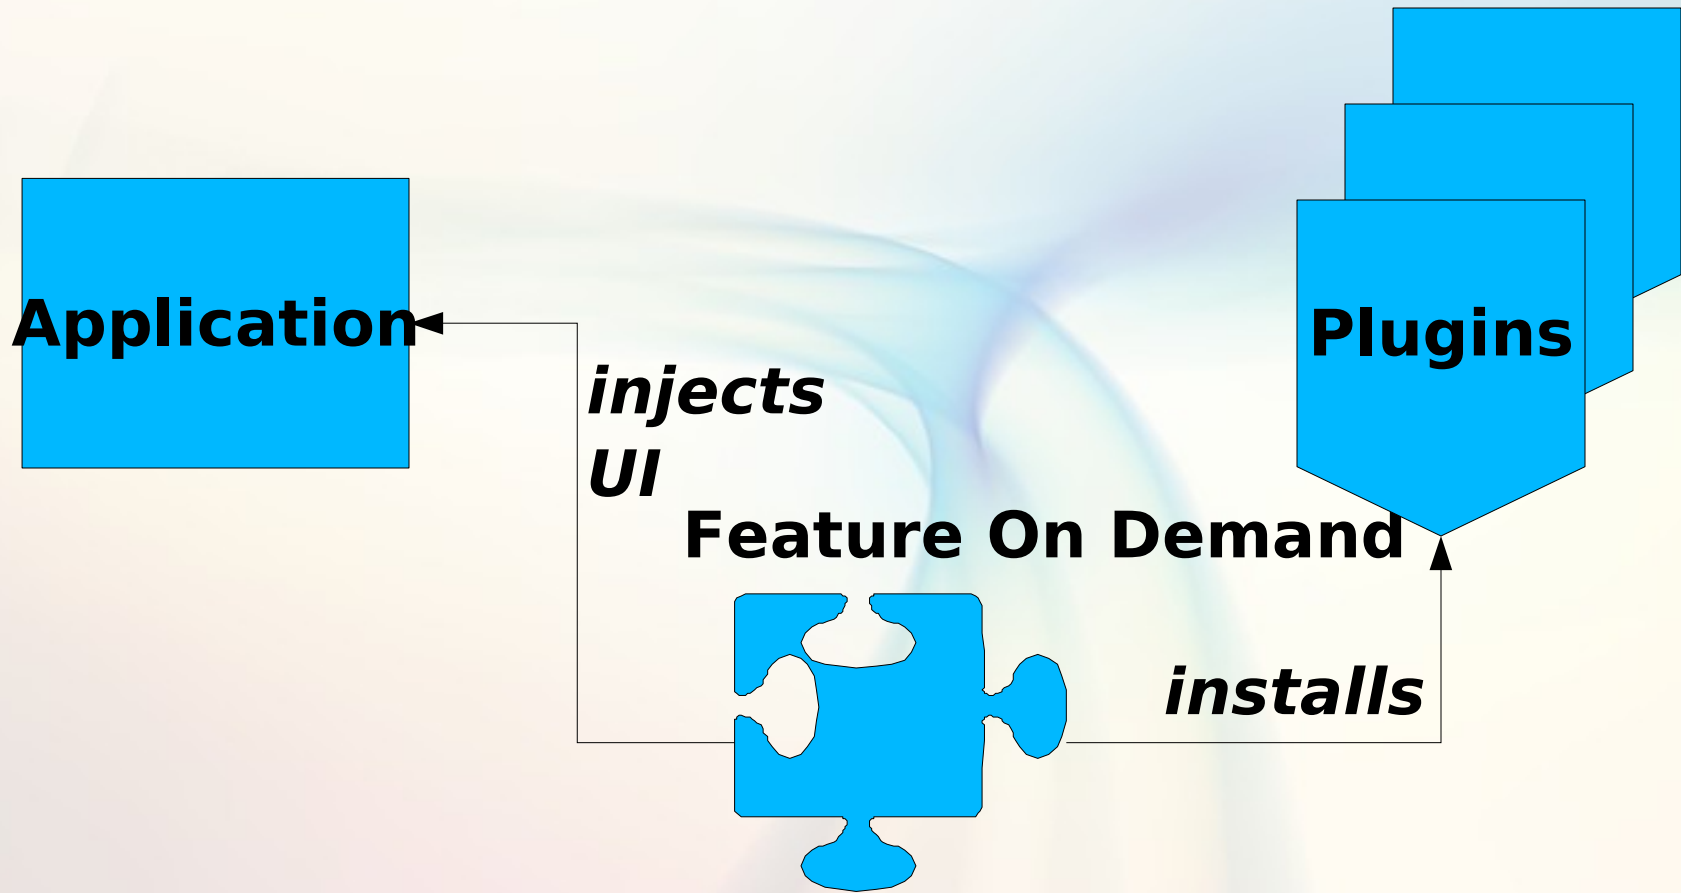 Application
Plugins
injects
UI
Feature On Demand
installs